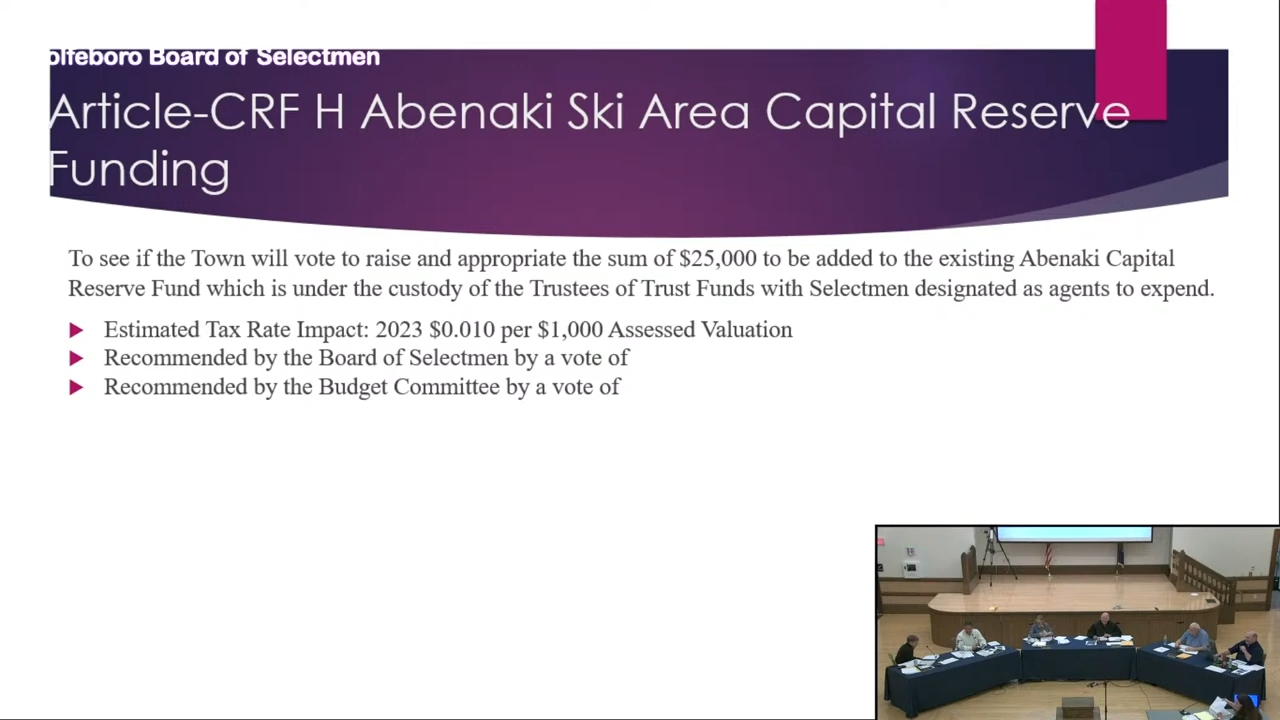 olfeboro Board of Selectmen
Article-CRF H Abenaki Ski Area Capital Reserve
Funding
To see if the Town will vote to raise and appropriate the sum of $25,000 to be added to the existing Abenaki Capital
Reserve Fund which is under the custody of the Trustees of Trust Funds with Selectmen designated as agents to expend.
Estimated Tax Rate Impact: 2023 $0.010 per $1,000 Assessed Valuation
Recommended by the Board of Selectmen by a vote of
Recommended by the Budget Committee by a vote of